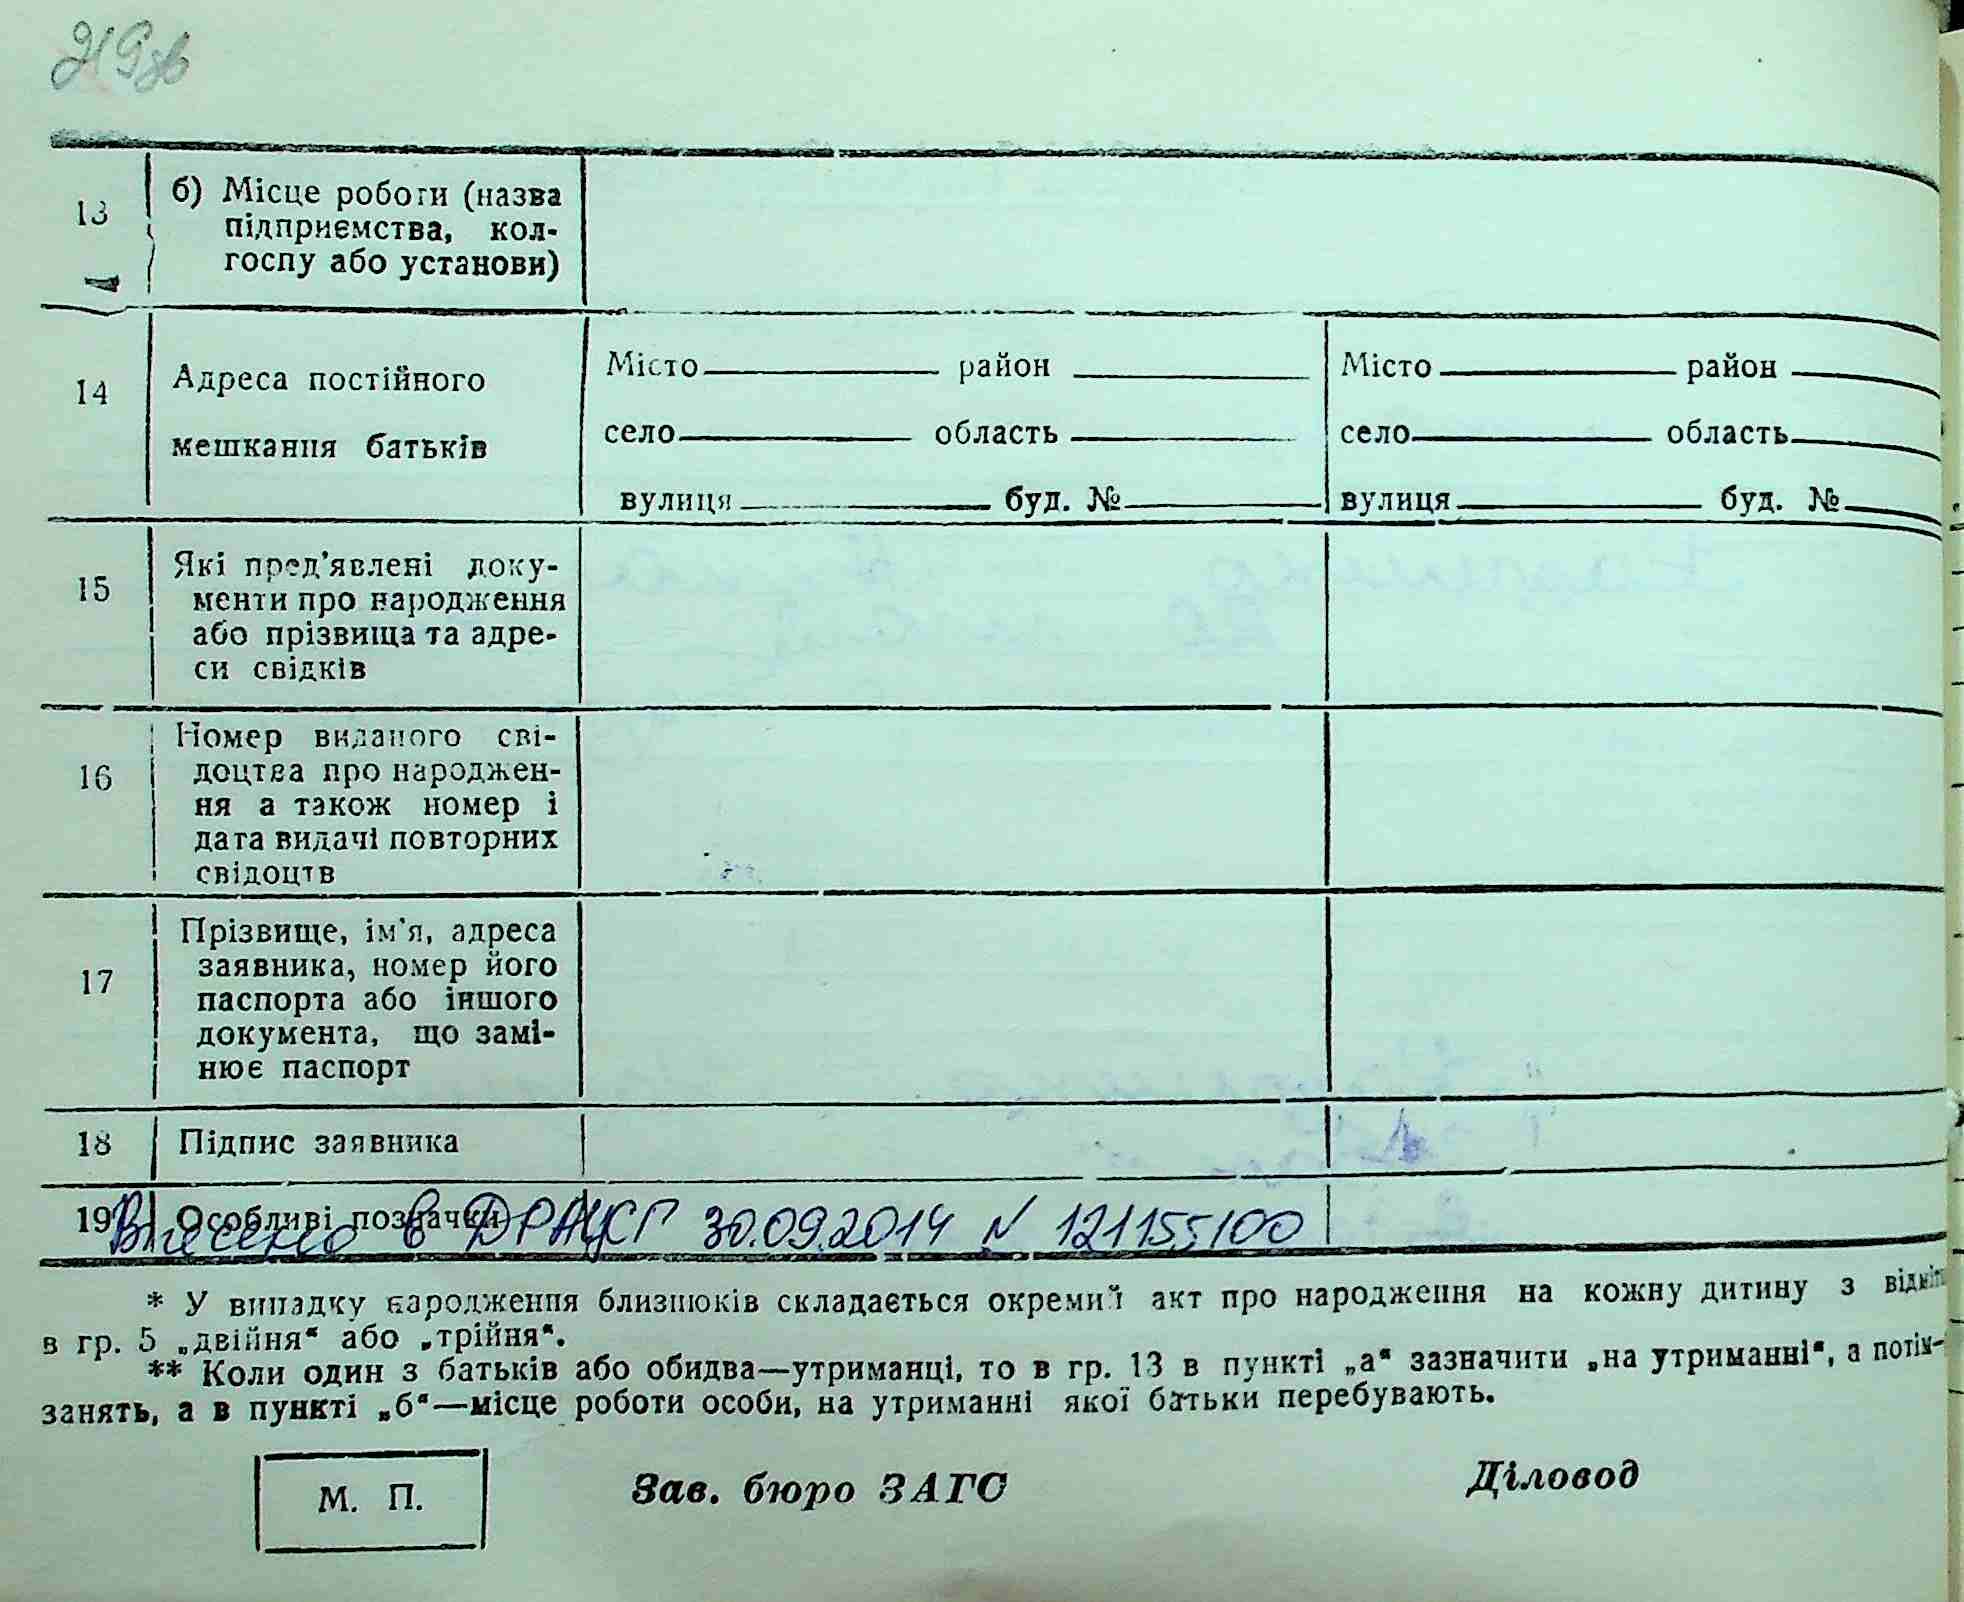 219зв
13 б) Місце роботи (назва
підприємства, кол-
госпу або установи)
14 Адреса постійного
мешкання батьків
Місто район
село область
вулиця буд. №
Місто район
село область
вулиця буд. №
15 Які пред'явлені доку-
менти про народження
або прізвища та адре-
си свідків
16 Номер виданого сві-
доцтва про народжен-
ня а також номер і
дата видачі повторних
свідоцтв
17 Прізвище, ім'я, адреса
заявника, номер його
паспорта або іншого
документа, що замі-
нює паспорт
18 Підпис заявника
19 Особливі позначки
Внесено в ДРАЦСГ 30.09.2014 N 121155100
* У випадку народження близнюків складається окремий акт про народження на кожну дитину з відміт
в гр. 5 „двійня“ або „трійня“.
** Коли один з батьків або обидва—утриманці, то в гр. 13 в пункті „а“ зазначити „на утриманні“, а потім-
занять, а в пункті „б“—місце роботи особи, на утриманні якої батьки перебувають.
М. П.
Зав. бюро ЗАГС
Діловод